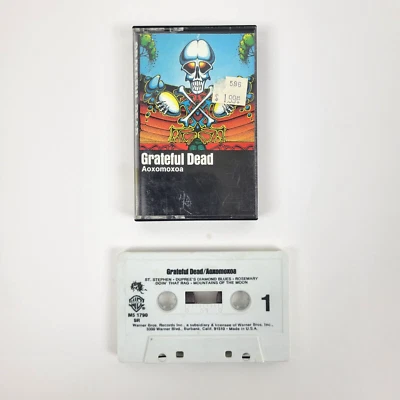 598
1.99
Grateful Dead
Aoxomoxoa
Grateful Dead/Aoxomoxoa
ST. STEPHEN - DUPREE'S DIAMOND BLUES - ROSEMARY
DOIN' THAT RAG - MOUNTAINS OF THE MOON
1
M5 1790
Warner Bros. Records Inc., a subsidiary & licensee of Warner Bros. Inc.,
3300 Warner Blvd., Burbank, Calif. 91510 - Made in U.S.A.